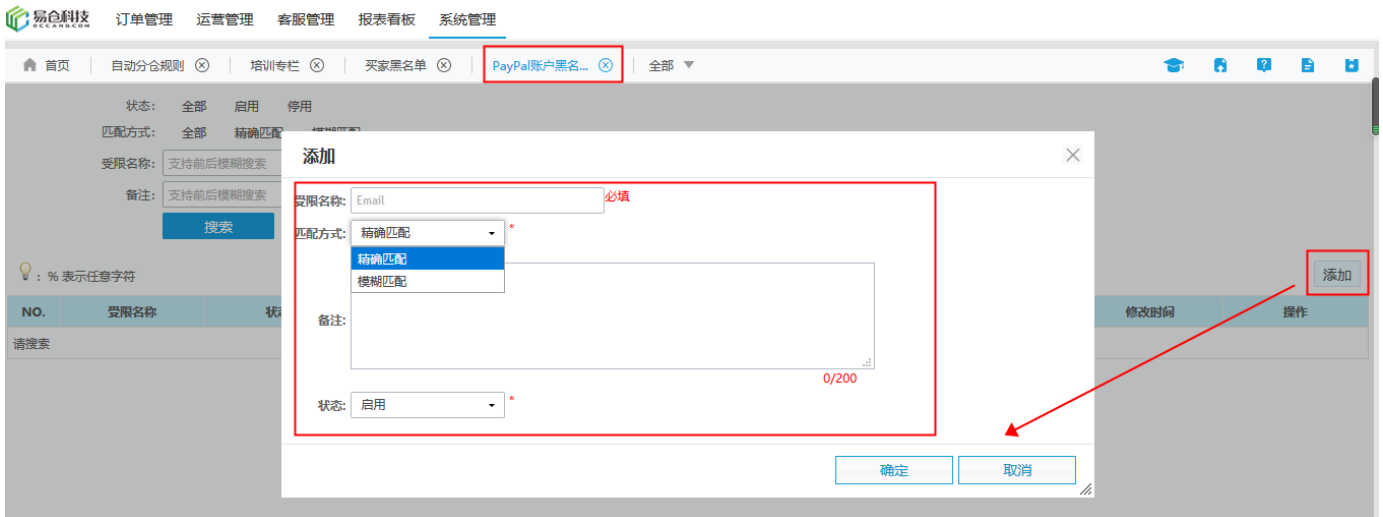 易仓科技 订单管理 运营管理 客服管理 报表看板 系统管理
ECCANG.COM
首页 自动分仓规则 培训专栏 买家黑名单 PayPal账户黑名... 全部
状态: 全部 启用 停用
匹配方式: 全部 精确匹配 模糊匹配
受限名称: 支持前后模糊搜索
备注: 支持前后模糊搜索
搜索
添加
受限名称: Email 必填
匹配方式: 精确匹配 *
精确匹配
模糊匹配
备注:
0/200
状态: 启用 *
确定 取消
: % 表示任意字符
添加
NO. 受限名称 状态 修改时间 操作
请搜索